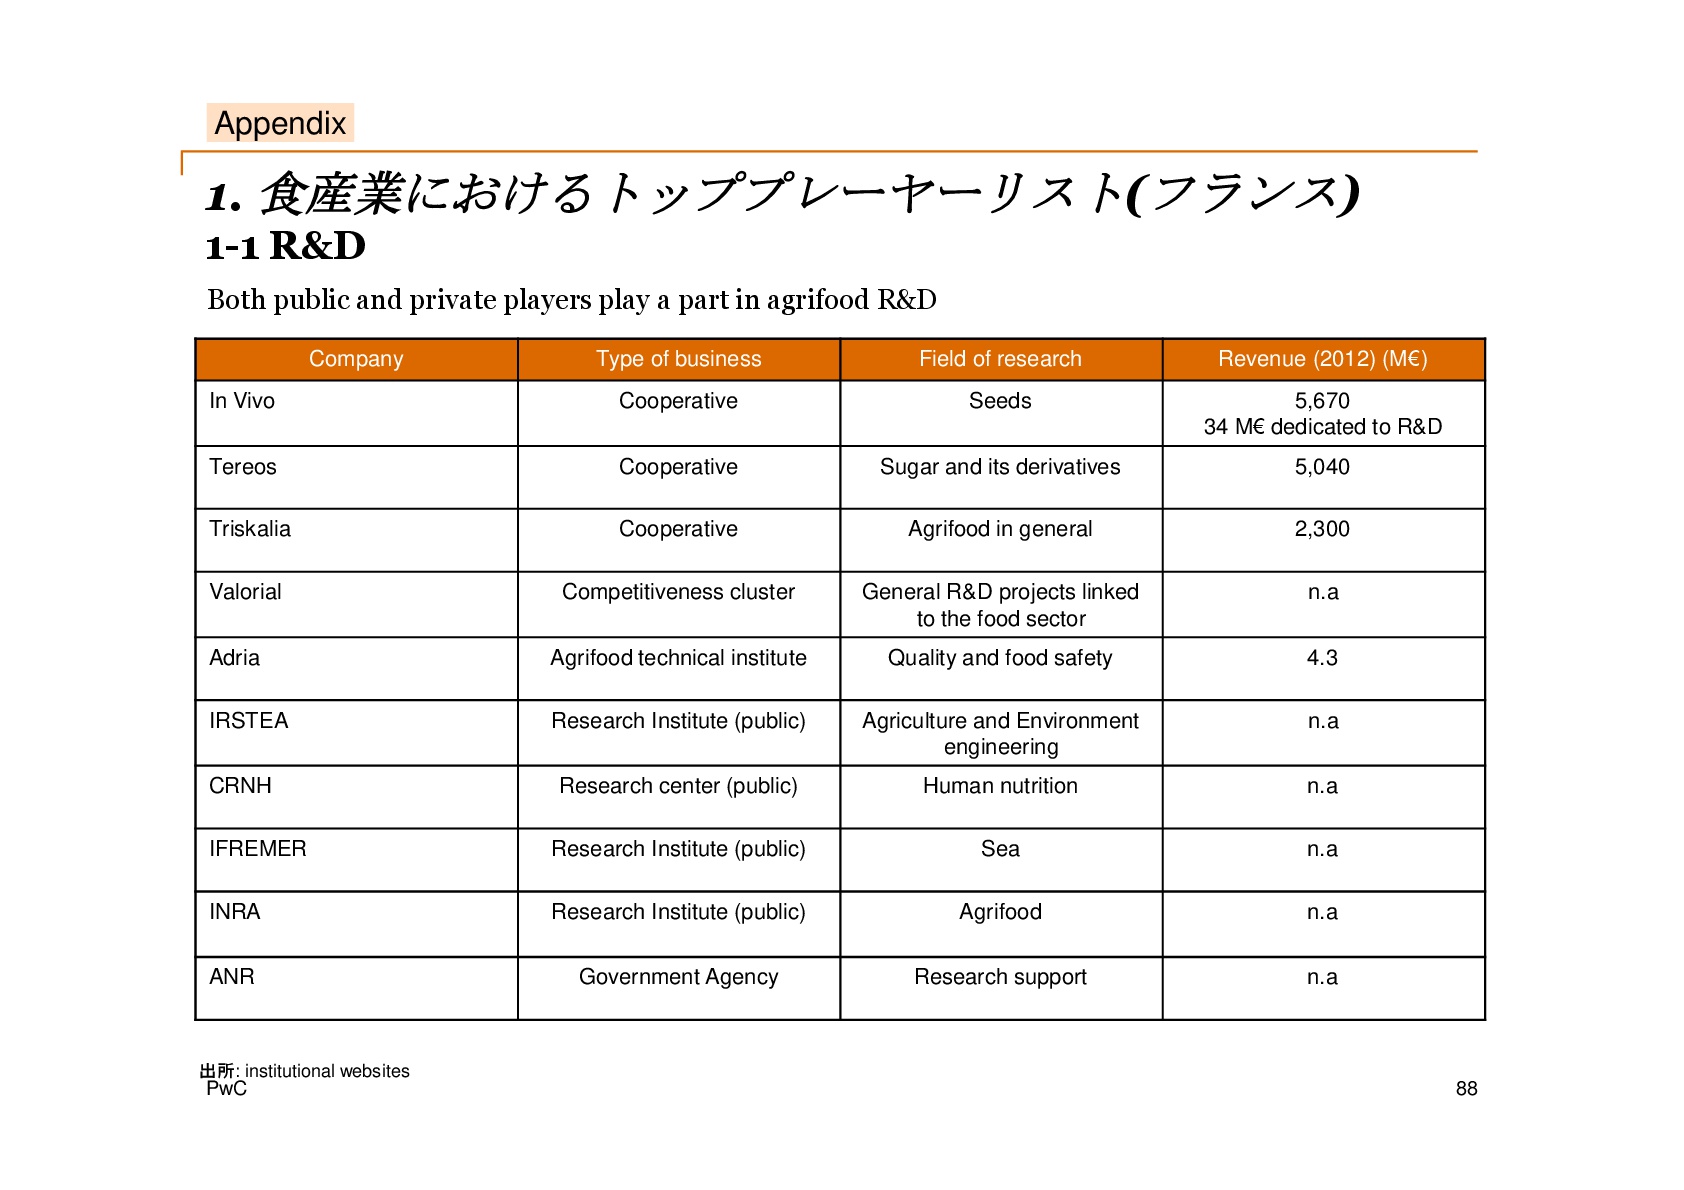 Appendix
1. 食産業におけるトッププレーヤーリスト(フランス)
1-1 R&D
Both public and private players play a part in agrifood R&D
Company Type of business Field of research Revenue (2012) (M€)
In Vivo Cooperative Seeds 5,670
34 M€ dedicated to R&D
Tereos Cooperative Sugar and its derivatives 5,040
Triskalia Cooperative Agrifood in general 2,300
Valorial Competitiveness cluster General R&D projects linked n.a
to the food sector
Adria Agrifood technical institute Quality and food safety 4.3
IRSTEA Research Institute (public) Agriculture and Environment n.a
engineering
CRNH Research center (public) Human nutrition n.a
IFREMER Research Institute (public) Sea n.a
INRA Research Institute (public) Agrifood n.a
ANR Government Agency Research support n.a
出所: institutional websites
PwC 88